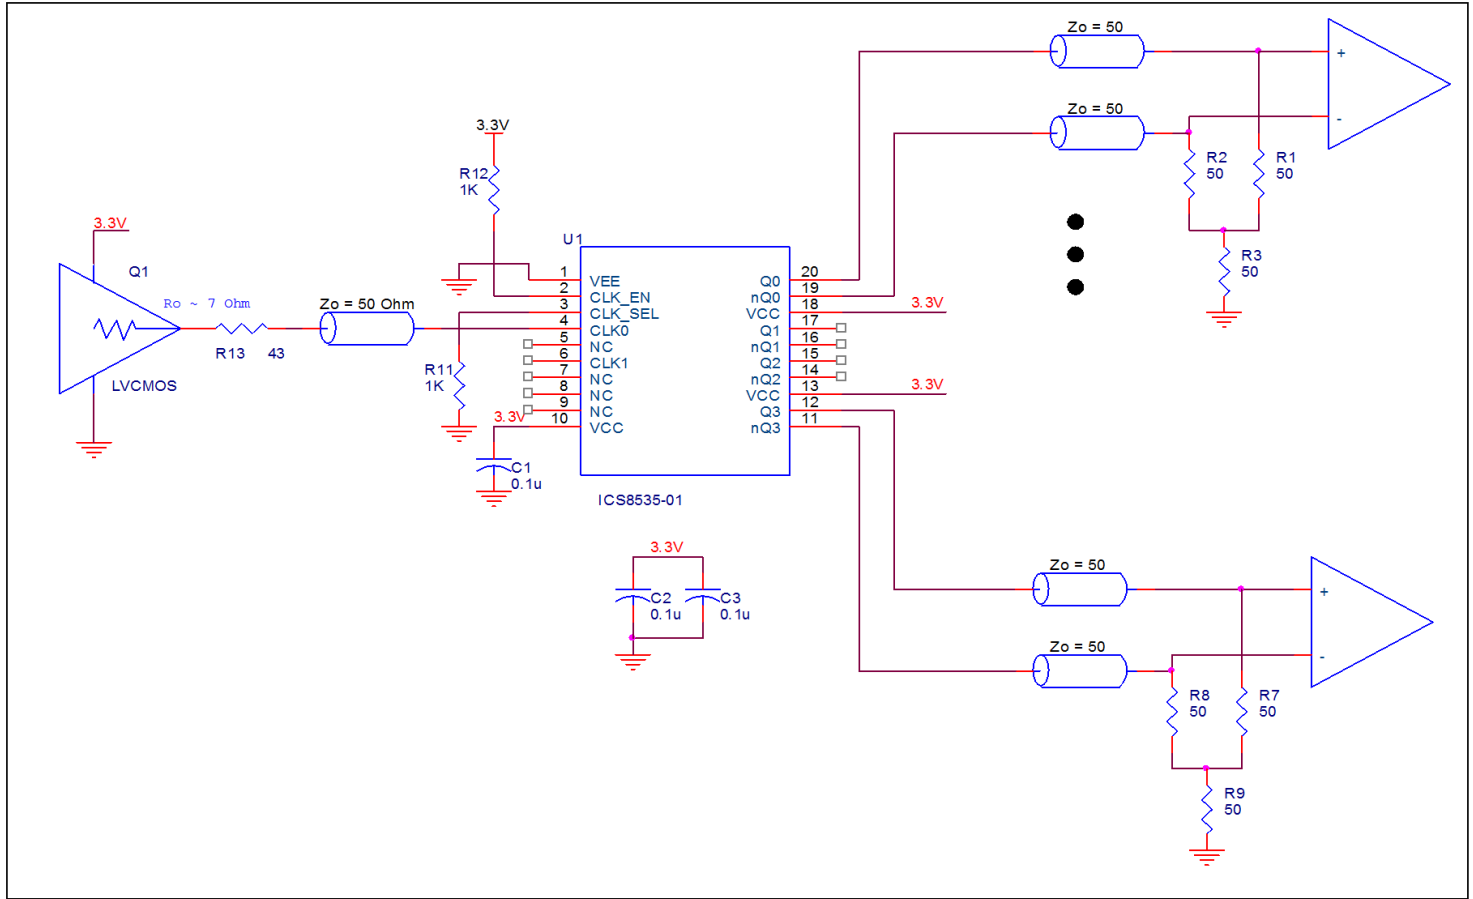 Zo = 50
+
Zo = 50
-
3.3V
R12
1K
R2
50
R1
50
3.3V
Q1
Ro ~ 7 Ohm
Zo = 50 Ohm
R13 43
LVCMOS
R11
1K
R3
50
U1
1 VEE
2 CLK_EN
3 CLK_SEL
4 CLK0
5 NC
6 CLK1
7 NC
8 NC
9 NC
10 VCC
Q0 20
nQ0 19
VCC 18
Q1 17
nQ1 16
Q2 15
nQ2 14
VCC 13
Q3 12
nQ3 11
3.3V
3.3V
3.3V
C1
0.1u
ICS8535-01
3.3V
C2
0.1u
C3
0.1u
Zo = 50
+
Zo = 50
-
R8
50
R7
50
R9
50